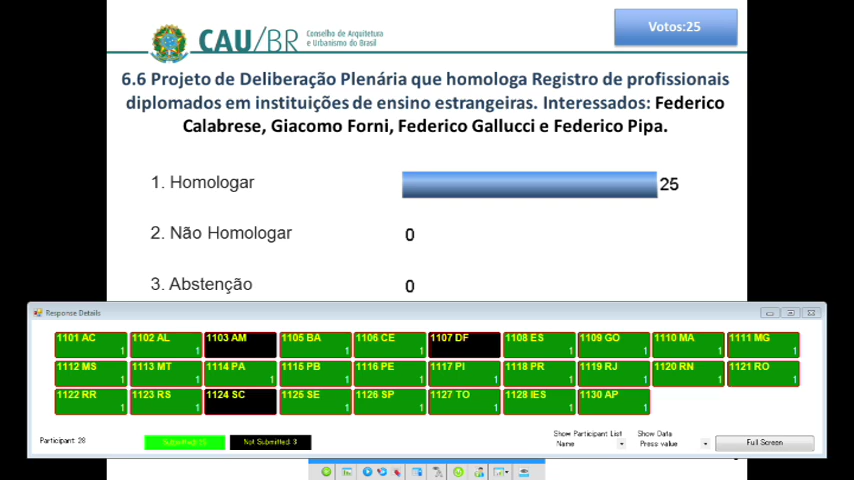 CAU/BR
Conselho de Arquitetura
e Urbanismo do Brasil
Votos:25
6.6 Projeto de Deliberação Plenária que homologa Registro de profissionais
diplomados em instituições de ensino estrangeiras. Interessados: Federico
Calabrese, Giacomo Forni, Federico Gallucci e Federico Pipa.
1. Homologar 25
2. Não Homologar 0
3. Abstenção 0
Response Details
1101 AC 1 1102 AL 1 1103 AM 1105 BA 1 1106 CE 1 1107 DF 1108 ES 1 1109 GO 1 1110 MA 1 1111 MG 1
1112 MS 1 1113 MT 1 1114 PA 1 1115 PB 1 1116 PE 1 1117 PI 1 1118 PR 1 1119 RJ 1 1120 RN 1 1121 RO 1
1122 RR 1 1123 RS 1 1124 SC 1125 SE 1 1126 SP 1 1127 TO 1 1128 IES 1 1130 AP 1
Participant: 28
Submitted: 25
Not Submitted: 3
Show Participant List
Name
Show Data
Press value
Full Screen